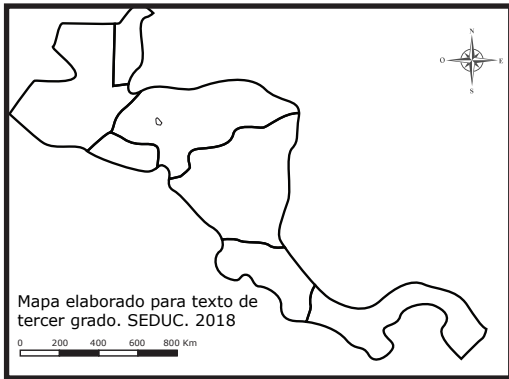 N
O
E
S
Mapa elaborado para texto de
tercer grado. SEDUC. 2018
0 200 400 600 800 Km